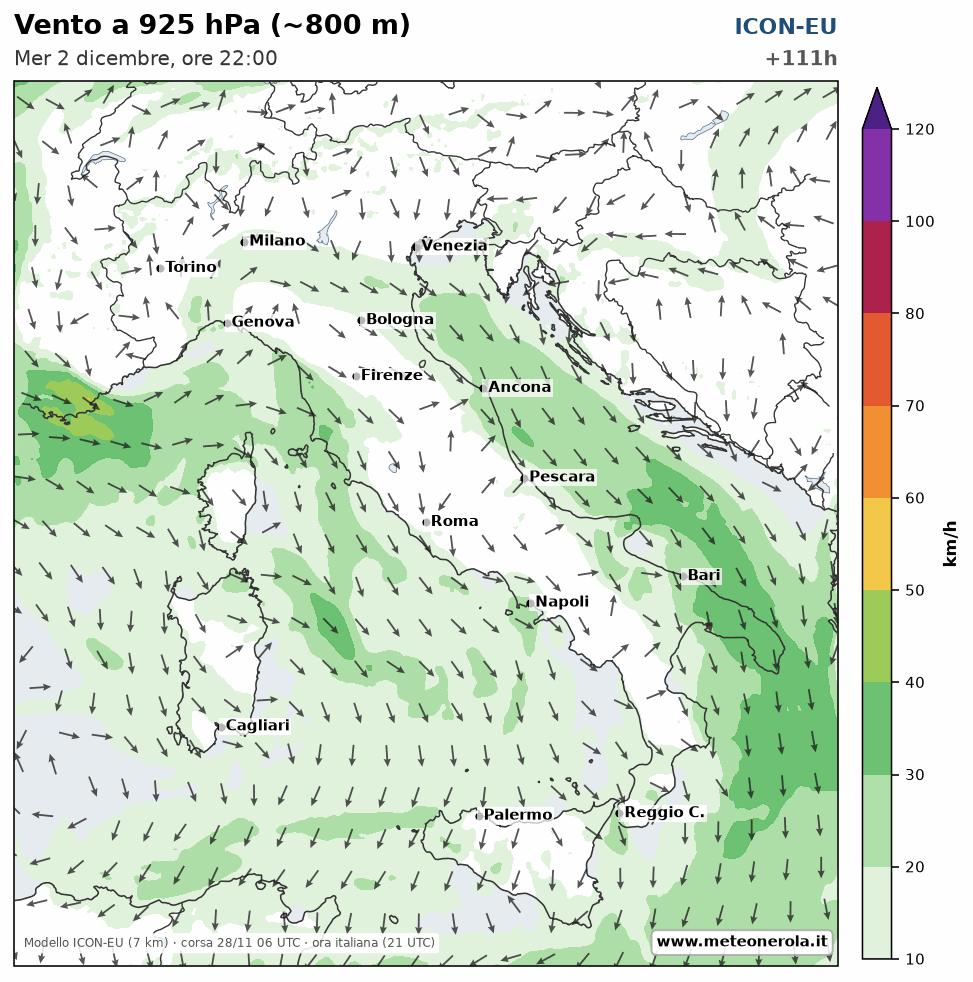 Vento a 925 hPa (~800 m)
ICON-EU
Mer 2 dicembre, ore 22:00
+111h
Milano
Venezia
Torino
Genova
Bologna
Firenze
Ancona
Pescara
Roma
Bari
Napoli
Cagliari
Palermo
Reggio C.
120
100
80
70
60
50
40
30
20
10
km/h
Modello ICON-EU (7 km) · corsa 28/11 06 UTC · ora italiana (21 UTC)
www.meteonerola.it